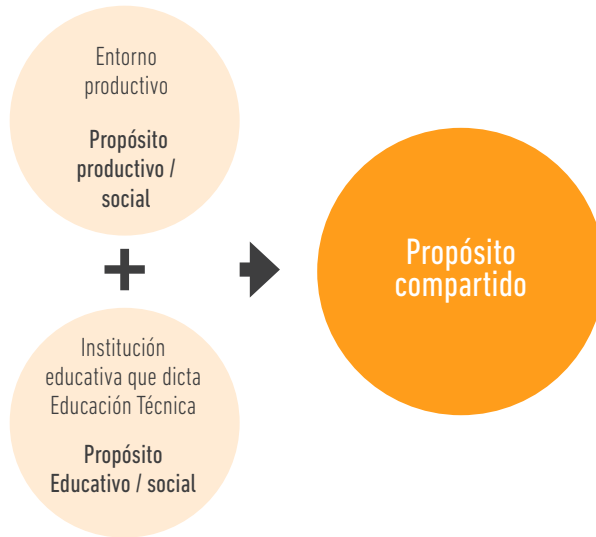 Entorno
productivo
Propósito
productivo /
social
+
Institución
educativa que dicta
Educación Técnica
Propósito
Educativo / social
Propósito
compartido